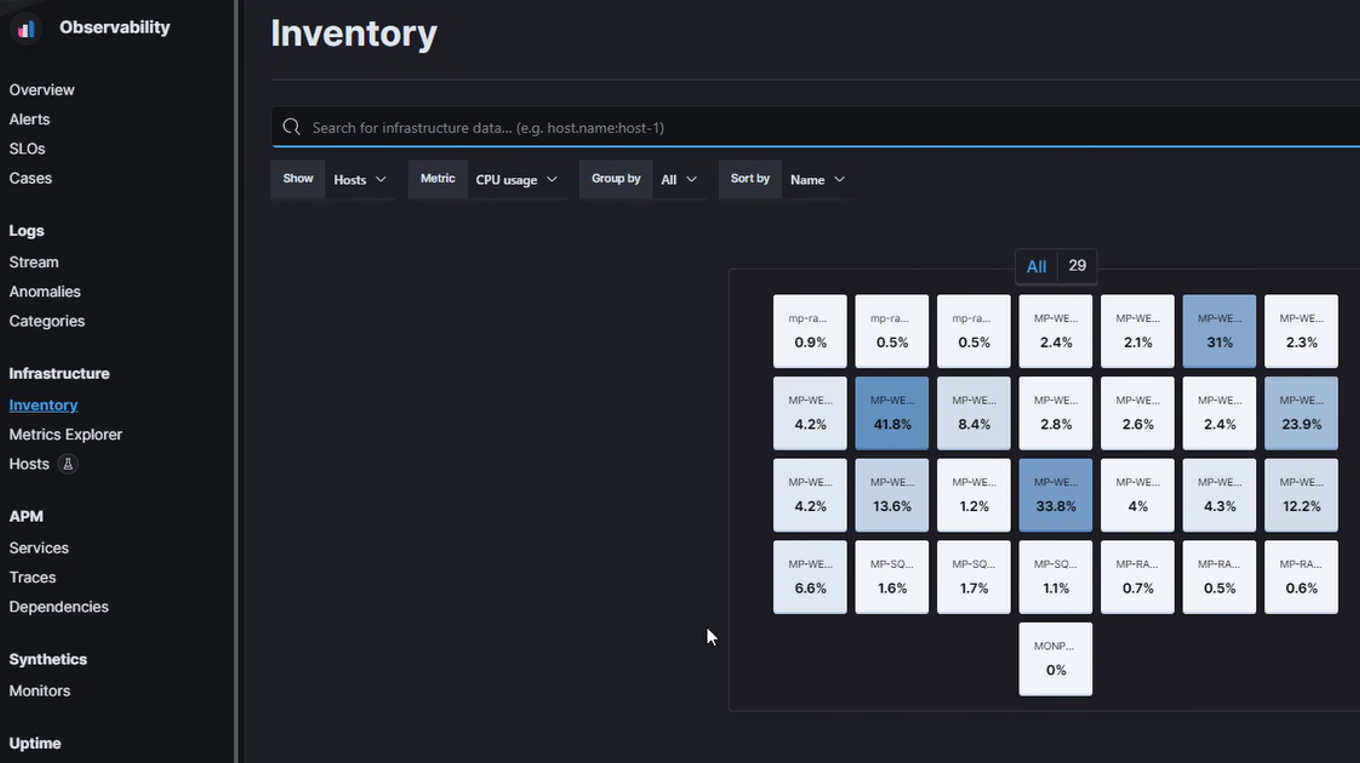 Observability
Overview
Alerts
SLOs
Cases
Logs
Stream
Anomalies
Categories
Infrastructure
Inventory
Metrics Explorer
Hosts
APM
Services
Traces
Dependencies
Synthetics
Monitors
Uptime
Inventory
Search for infrastructure data... (e.g. host.name:host-1)
Show Hosts Metric CPU usage Group by All Sort by Name
All 29
mp-ra... mp-ra... mp-ra... MP-WE... MP-WE... MP-WE... MP-WE...
0.9% 0.5% 0.5% 2.4% 2.1% 31% 2.3%
MP-WE... MP-WE... MP-WE... MP-WE... MP-WE... MP-WE... MP-WE...
4.2% 41.8% 8.4% 2.8% 2.6% 2.4% 23.9%
MP-WE... MP-WE... MP-WE... MP-WE... MP-WE... MP-WE... MP-WE...
4.2% 13.6% 1.2% 33.8% 4% 4.3% 12.2%
MP-WE... MP-SQ... MP-SQ... MP-SQ... MP-RA... MP-RA... MP-RA...
6.6% 1.6% 1.7% 1.1% 0.7% 0.5% 0.6%
MONP...
0%